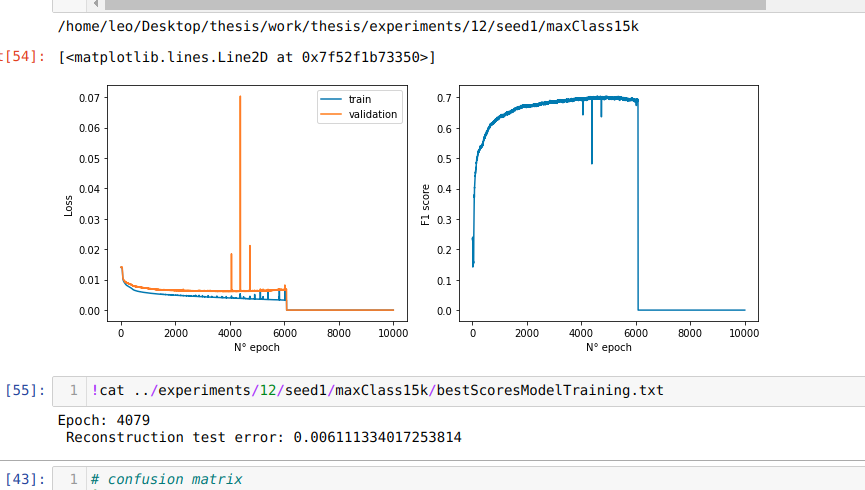 /home/leo/Desktop/thesis/work/thesis/experiments/12/seed1/maxClass15k
t[54]: [<matplotlib.lines.Line2D at 0x7f52f1b73350>]
train
validation
0.07
0.06
0.05
0.04
0.03
0.02
0.01
0.00
Loss
0 2000 4000 6000 8000 10000
N° epoch
0.7
0.6
0.5
0.4
0.3
0.2
0.1
0.0
F1 score
0 2000 4000 6000 8000 10000
N° epoch
[55]: 1 !cat ../experiments/12/seed1/maxClass15k/bestScoresModelTraining.txt
Epoch: 4079
Reconstruction test error: 0.006111334017253814
[43]: 1 # confusion matrix